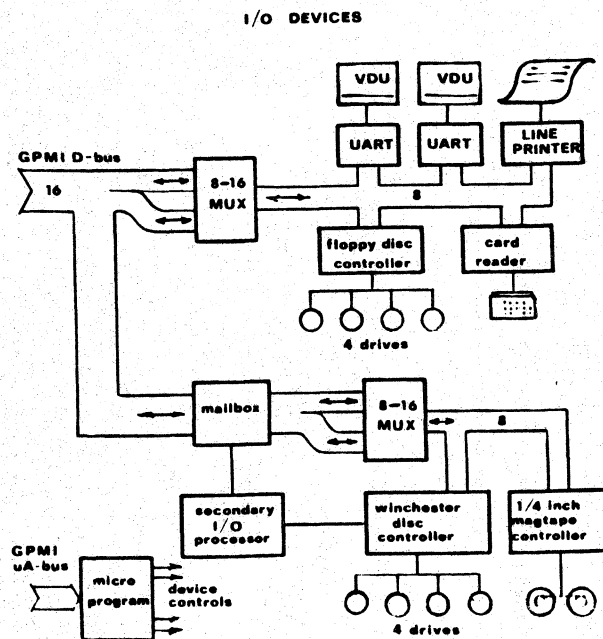 I/O DEVICES
VDU
VDU
UART
UART
LINE
PRINTER
GPMI D-bus
16
8-16
MUX
8
floppy disc
controller
card
reader
4 drives
mailbox
8-16
MUX
8
secondary
I/O
processor
winchester
disc
controller
1/4 inch
magtape
controller
GPMI
uA-bus
micro
program
device
controls
4 drives